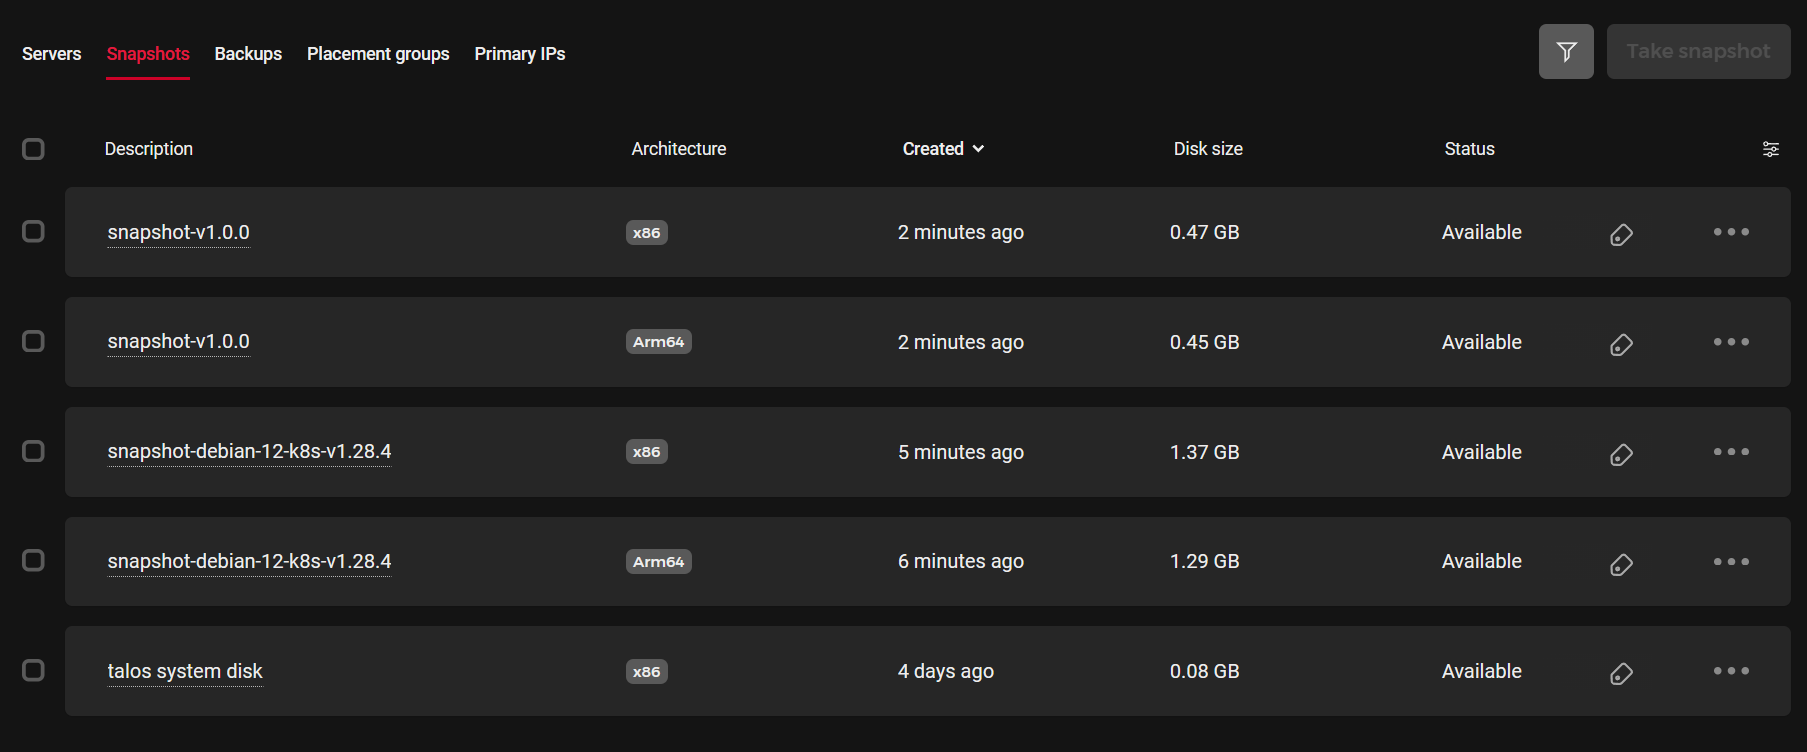 Servers Snapshots Backups Placement groups Primary IPs Take snapshot
Description Architecture Created Disk size Status
snapshot-v1.0.0 x86 2 minutes ago 0.47 GB Available
snapshot-v1.0.0 Arm64 2 minutes ago 0.45 GB Available
snapshot-debian-12-k8s-v1.28.4 x86 5 minutes ago 1.37 GB Available
snapshot-debian-12-k8s-v1.28.4 Arm64 6 minutes ago 1.29 GB Available
talos system disk x86 4 days ago 0.08 GB Available